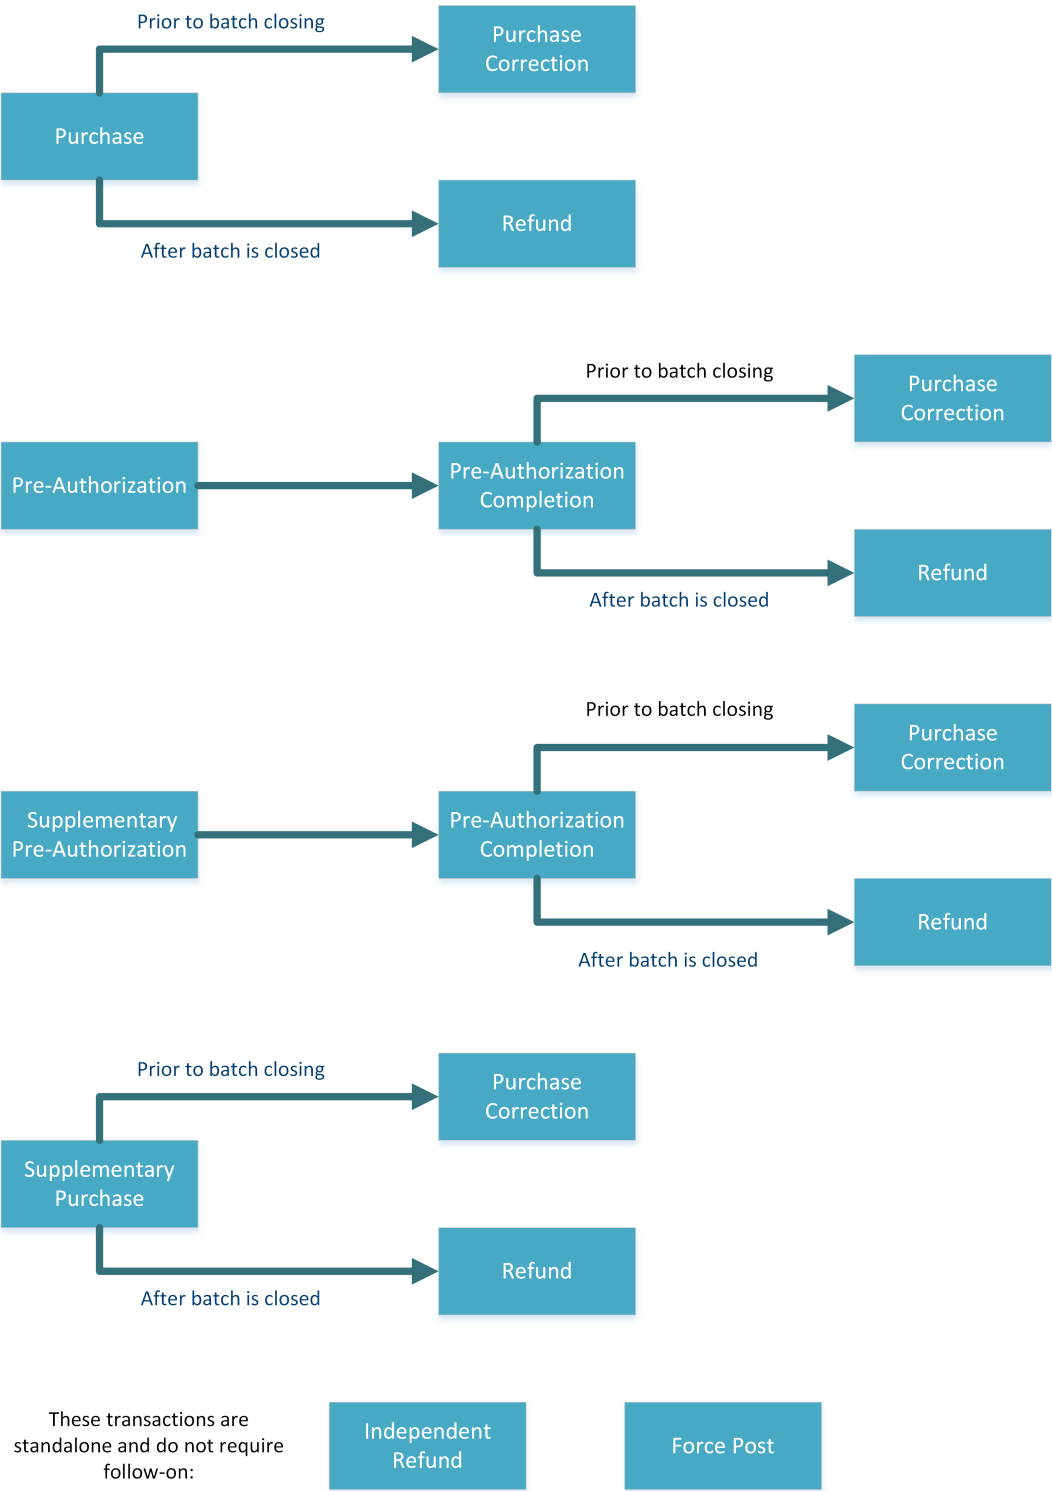 Prior to batch closing
Purchase
Correction
Purchase
Refund
After batch is closed
Prior to batch closing
Purchase
Correction
Pre-Authorization
Pre-Authorization
Completion
Refund
After batch is closed
Prior to batch closing
Purchase
Correction
Supplementary
Pre-Authorization
Pre-Authorization
Completion
Refund
After batch is closed
Prior to batch closing
Purchase
Correction
Supplementary
Purchase
Refund
After batch is closed
These transactions are
standalone and do not require
follow-on:
Independent
Refund
Force Post